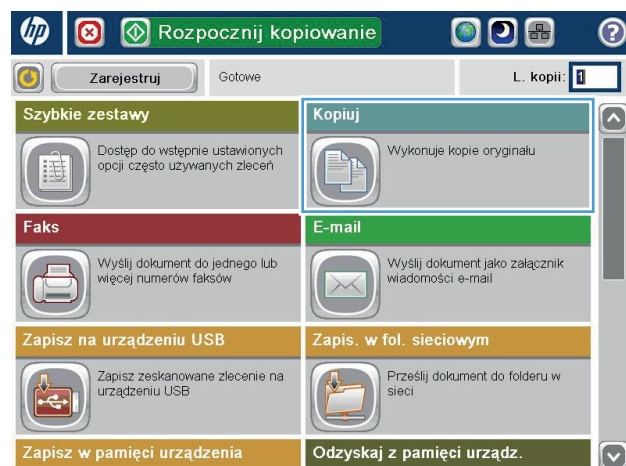 hp
Rozpocznij kopiowanie
?
Zarejestruj
Gotowe
L. kopii: 1
Szybkie zestawy
Dostęp do wstępnie ustawionych
opcji często używanych zleceń
Kopiuj
Wykonuje kopie oryginału
Faks
Wyślij dokument do jednego lub
więcej numerów faksów
E-mail
Wyślij dokument jako załącznik
wiadomości e-mail
Zapisz na urządzeniu USB
Zapisz zeskanowane zlecenie na
urządzeniu USB
Zapis. w fol. sieciowym
Prześlij dokument do folderu w
sieci
Zapisz w pamięci urządzenia
Odzyskaj z pamięci urządz.